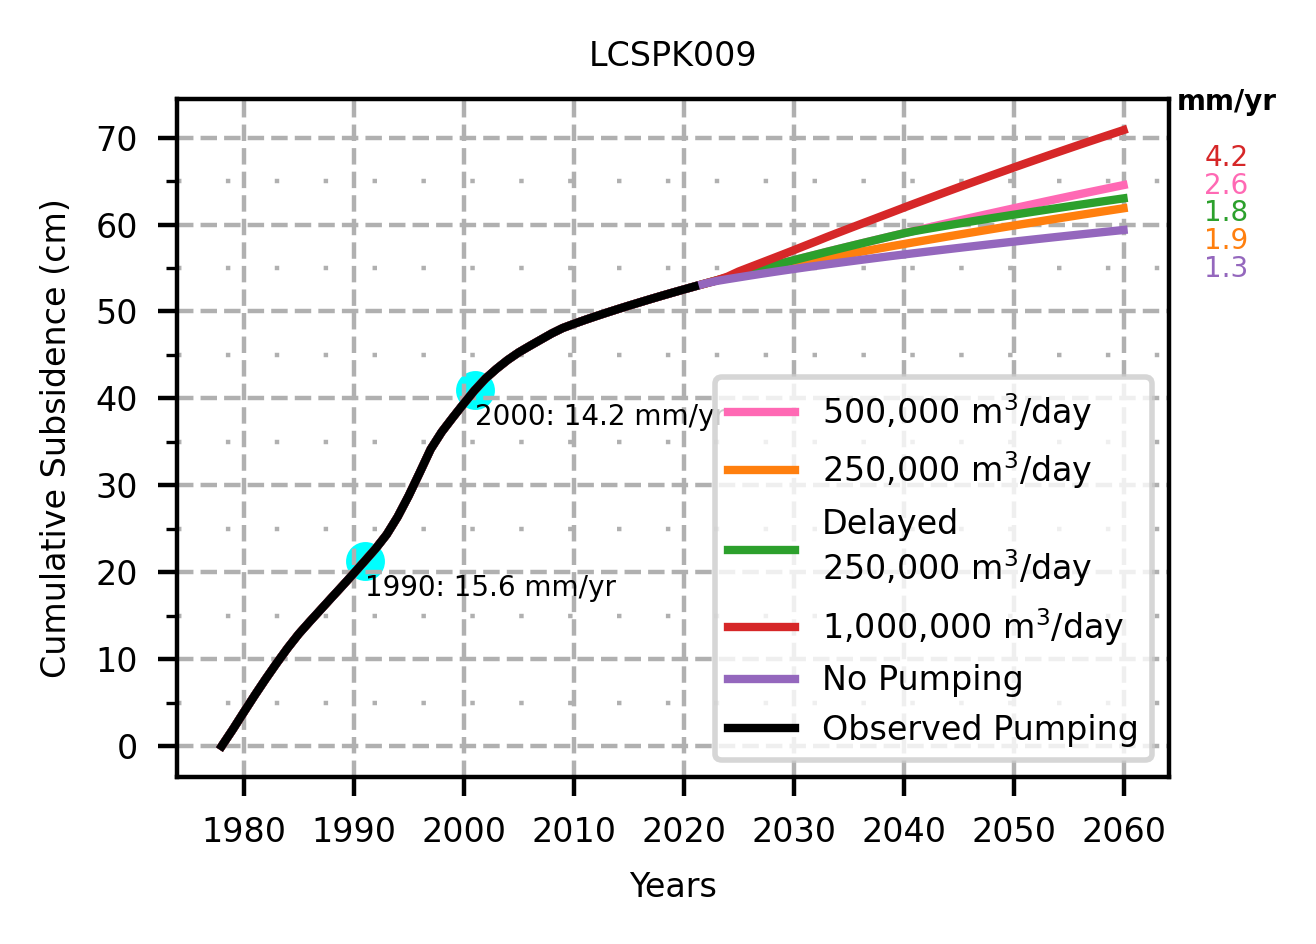 LCSPK009
mm/yr
4.2
2.6
1.8
1.9
1.3
Cumulative Subsidence (cm)
70
60
50
40
30
20
10
0
2000: 14.2 mm/yr
1990: 15.6 mm/yr
500,000 m³/day
250,000 m³/day
Delayed
250,000 m³/day
1,000,000 m³/day
No Pumping
Observed Pumping
1980 1990 2000 2010 2020 2030 2040 2050 2060
Years